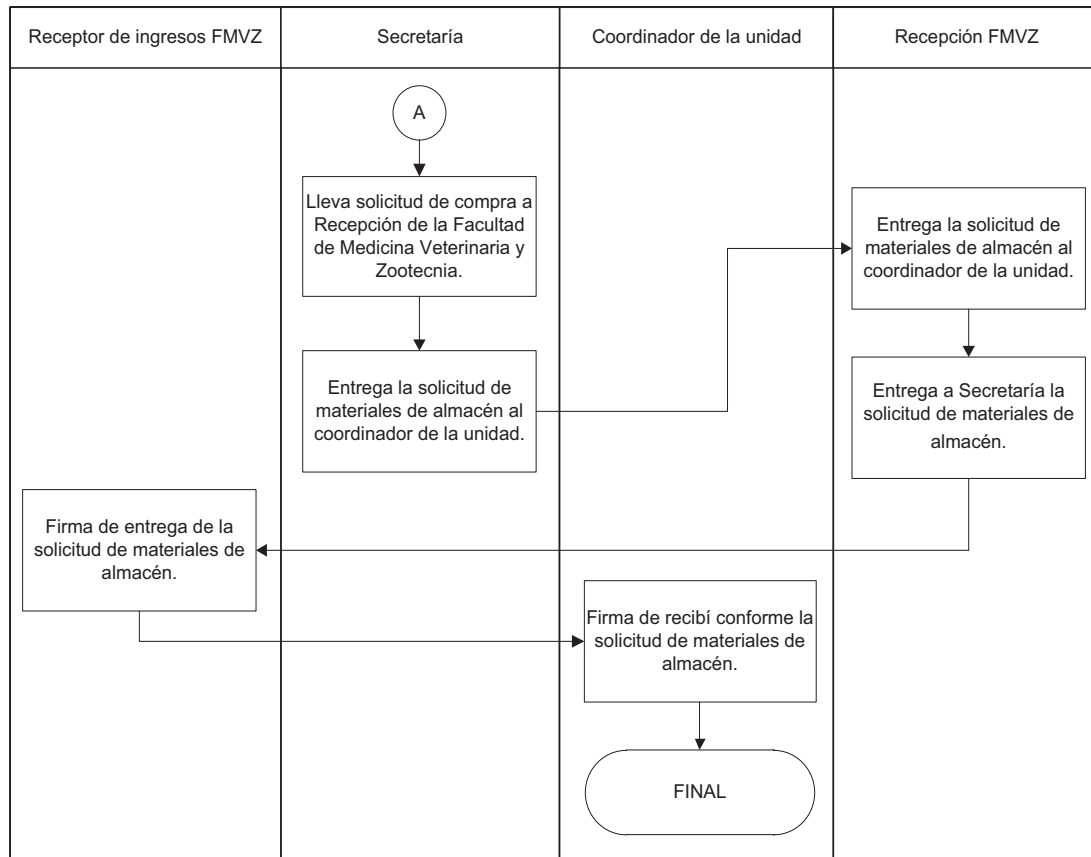 Receptor de ingresos FMVZ
Secretaría
Coordinador de la unidad
Recepción FMVZ
A
Lleva solicitud de compra a
Recepción de la Facultad
de Medicina Veterinaria y
Zootecnia.
Entrega la solicitud de
materiales de almacén al
coordinador de la unidad.
Entrega la solicitud de
materiales de almacén al
coordinador de la unidad.
Entrega a Secretaría la
solicitud de materiales de
almacén.
Firma de entrega de la
solicitud de materiales de
almacén.
Firma de recibí conforme la
solicitud de materiales de
almacén.
FINAL